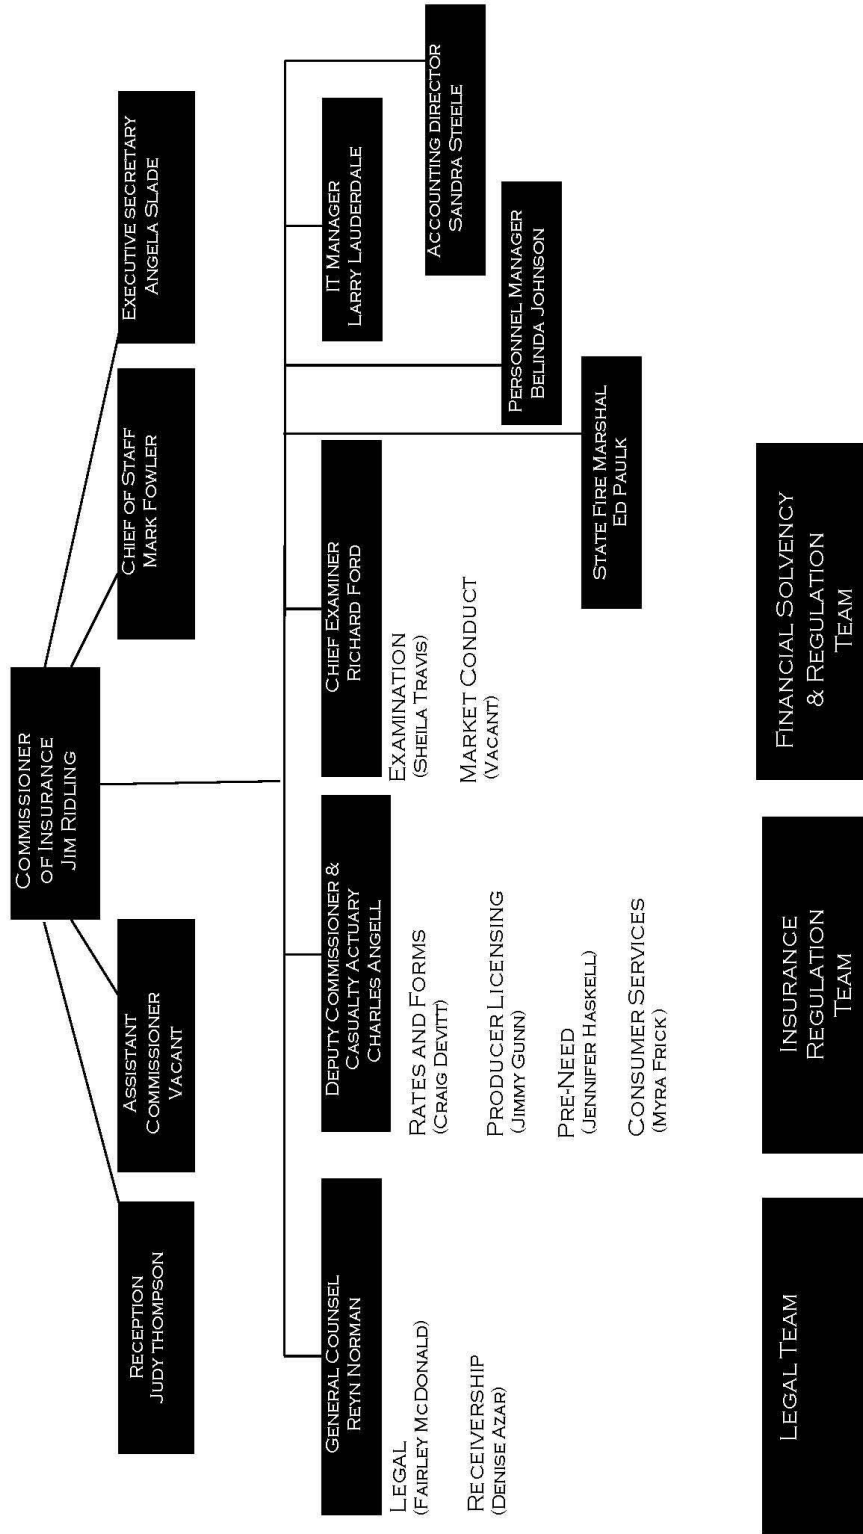 Commissioner
of Insurance
Jim Ridling
Reception
Judy Thompson
Assistant
Commissioner
Vacant
Chief of Staff
Mark Fowler
Executive secretary
Angela Slade
General Counsel
Reyn Norman
Legal
(Fairley McDonald)
Receivership
(Denise Azar)
Deputy Commissioner &
Casualty Actuary
Charles Angell
Rates and Forms
(Craig Devitt)
Producer Licensing
(Jimmy Gunn)
Pre-Need
(Jennifer Haskell)
Consumer Services
(Myra Frick)
Chief Examiner
Richard Ford
Examination
(Sheila Travis)
Market Conduct
(Vacant)
State Fire Marshal
Ed Paulk
Personnel Manager
Belinda Johnson
IT Manager
Larry Lauderdale
Accounting director
Sandra Steele
Legal Team
Insurance
Regulation
Team
Financial Solvency
& Regulation
Team